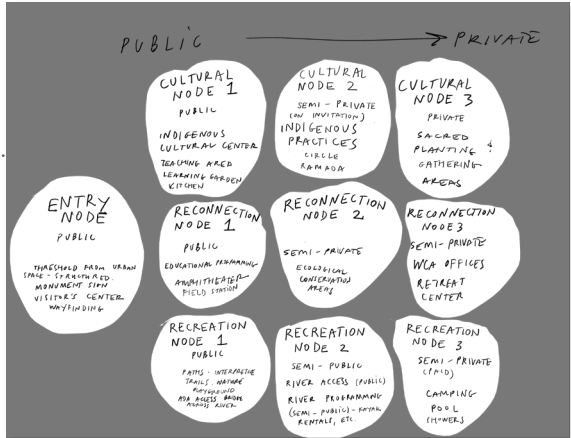 PUBLIC
PRIVATE
CULTURAL
NODE 1
PUBLIC
INDIGENOUS
CULTURAL CENTER
TEACHING AREA
LEARNING GARDEN
KITCHEN
CULTURAL
NODE 2
SEMI-PRIVATE
(ON INVITATION)
INDIGENOUS
PRACTICES
CIRCLE
RAMADA
CULTURAL
NODE 3
PRIVATE
SACRED
PLANTING &
GATHERING
AREAS
ENTRY
NODE
PUBLIC
THRESHOLD FROM URBAN
SPACE - STRUCTURED.
MONUMENT SIGN
VISITOR'S CENTER
WAYFINDING
RECONNECTION
NODE 1
PUBLIC
EDUCATIONAL PROGRAMMING
AMPHITHEATER
FIELD STATION
RECONNECTION
NODE 2
SEMI-PRIVATE
ECOLOGICAL
CONSERVATION
AREAS
RECONNECTION
NODE 3
SEMI-PRIVATE
WCA OFFICES
RETREAT
CENTER
RECREATION
NODE 1
PUBLIC
PATHS - INTERPRETIVE
TRAILS, NATURE
PLAYGROUND
ADA ACCESS BRIDGE
ACROSS RIVER
RECREATION
NODE 2
SEMI-PUBLIC
RIVER ACCESS (PUBLIC)
RIVER PROGRAMMING
(SEMI-PUBLIC) - KAYAK
RENTALS, ETC.
RECREATION
NODE 3
SEMI-PRIVATE
(PAID)
CAMPING
POOL
SHOWERS